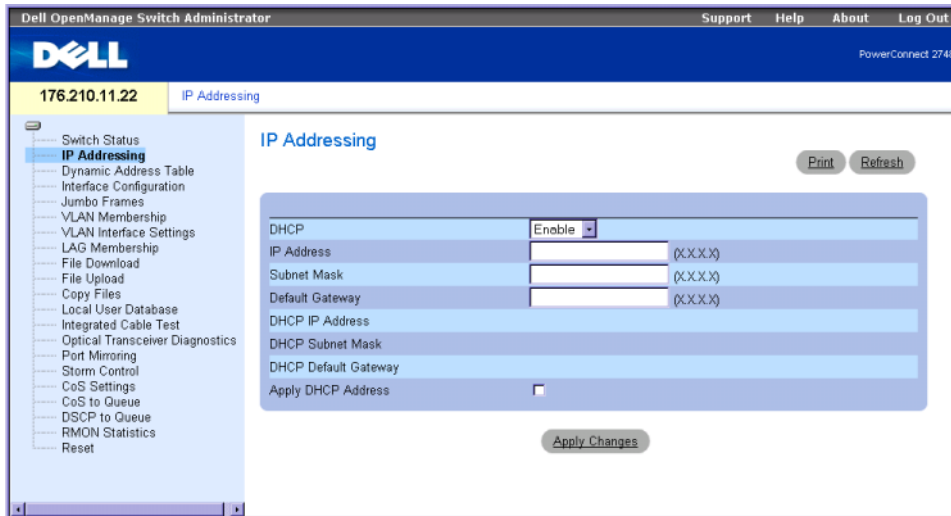 Dell OpenManage Switch Administrator Support Help About Log Out
DELL
PowerConnect 2748
176.210.11.22 IP Addressing
Switch Status
IP Addressing
Dynamic Address Table
Interface Configuration
Jumbo Frames
VLAN Membership
VLAN Interface Settings
LAG Membership
File Download
File Upload
Copy Files
Local User Database
Integrated Cable Test
Optical Transceiver Diagnostics
Port Mirroring
Storm Control
CoS Settings
CoS to Queue
DSCP to Queue
RMON Statistics
Reset
IP Addressing
Print Refresh
DHCP Enable
IP Address (X.X.X.X)
Subnet Mask (X.X.X.X)
Default Gateway (X.X.X.X)
DHCP IP Address
DHCP Subnet Mask
DHCP Default Gateway
Apply DHCP Address
Apply Changes